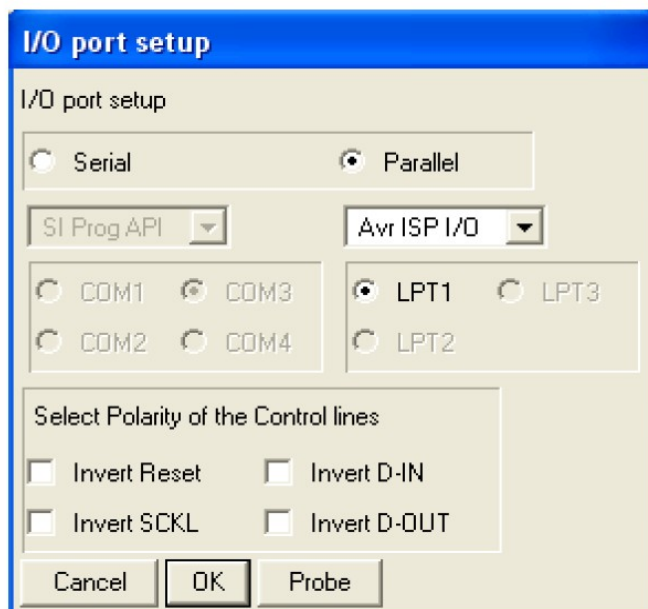 I/O port setup
I/O port setup
Serial Parallel
SI Prog API Avr ISP I/O
COM1 COM3 LPT1 LPT3
COM2 COM4 LPT2
Select Polarity of the Control lines
Invert Reset Invert D-IN
Invert SCKL Invert D-OUT
Cancel OK Probe